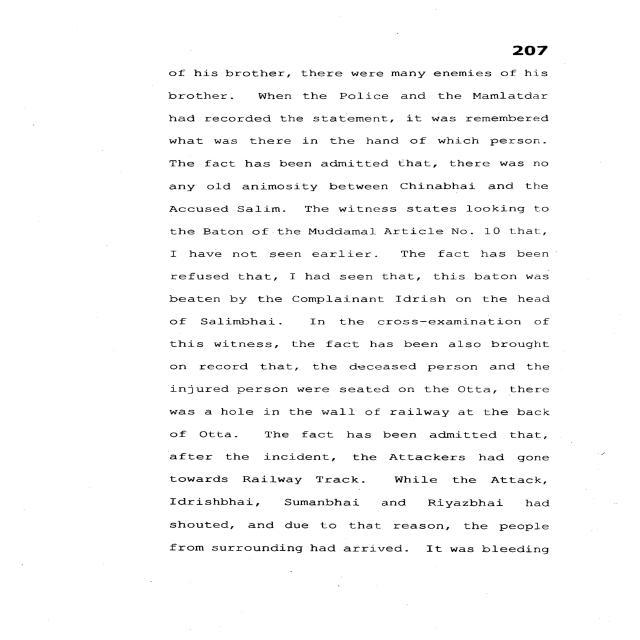 207
of his brother, there were many enemies of his
brother. When the Police and the Mamlatdar
had recorded the statement, it was remembered
what was there in the hand of which person.
The fact has been admitted that, there was no
any old animosity between Chinabhai and the
Accused Salim. The witness states looking to
the Baton of the Muddamal Article No. 10 that,
I have not seen earlier. The fact has been
refused that, I had seen that, this baton was
beaten by the Complainant Idrish on the head
of Salimbhai. In the cross-examination of
this witness, the fact has been also brought
on record that, the deceased person and the
injured person were seated on the Otta, there
was a hole in the wall of railway at the back
of Otta. The fact has been admitted that,
after the incident, the Attackers had gone
towards Railway Track. While the Attack,
Idrishbhai, Sumanbhai and Riyazbhai had
shouted, and due to that reason, the people
from surrounding had arrived. It was bleeding